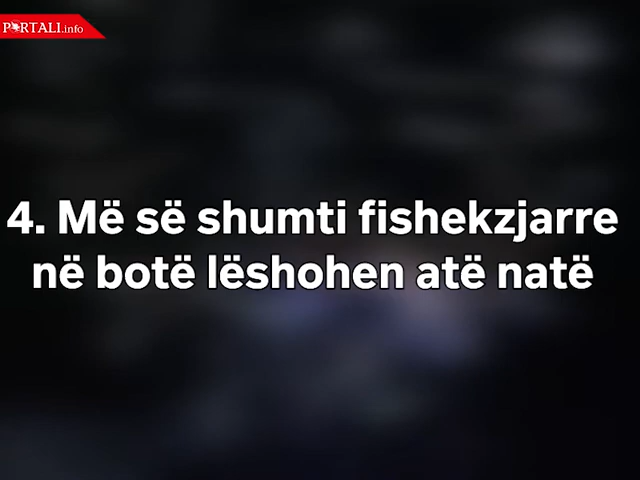 PORTALI.info
4. Më së shumti fishekzjarre
në botë lëshohen atë natë